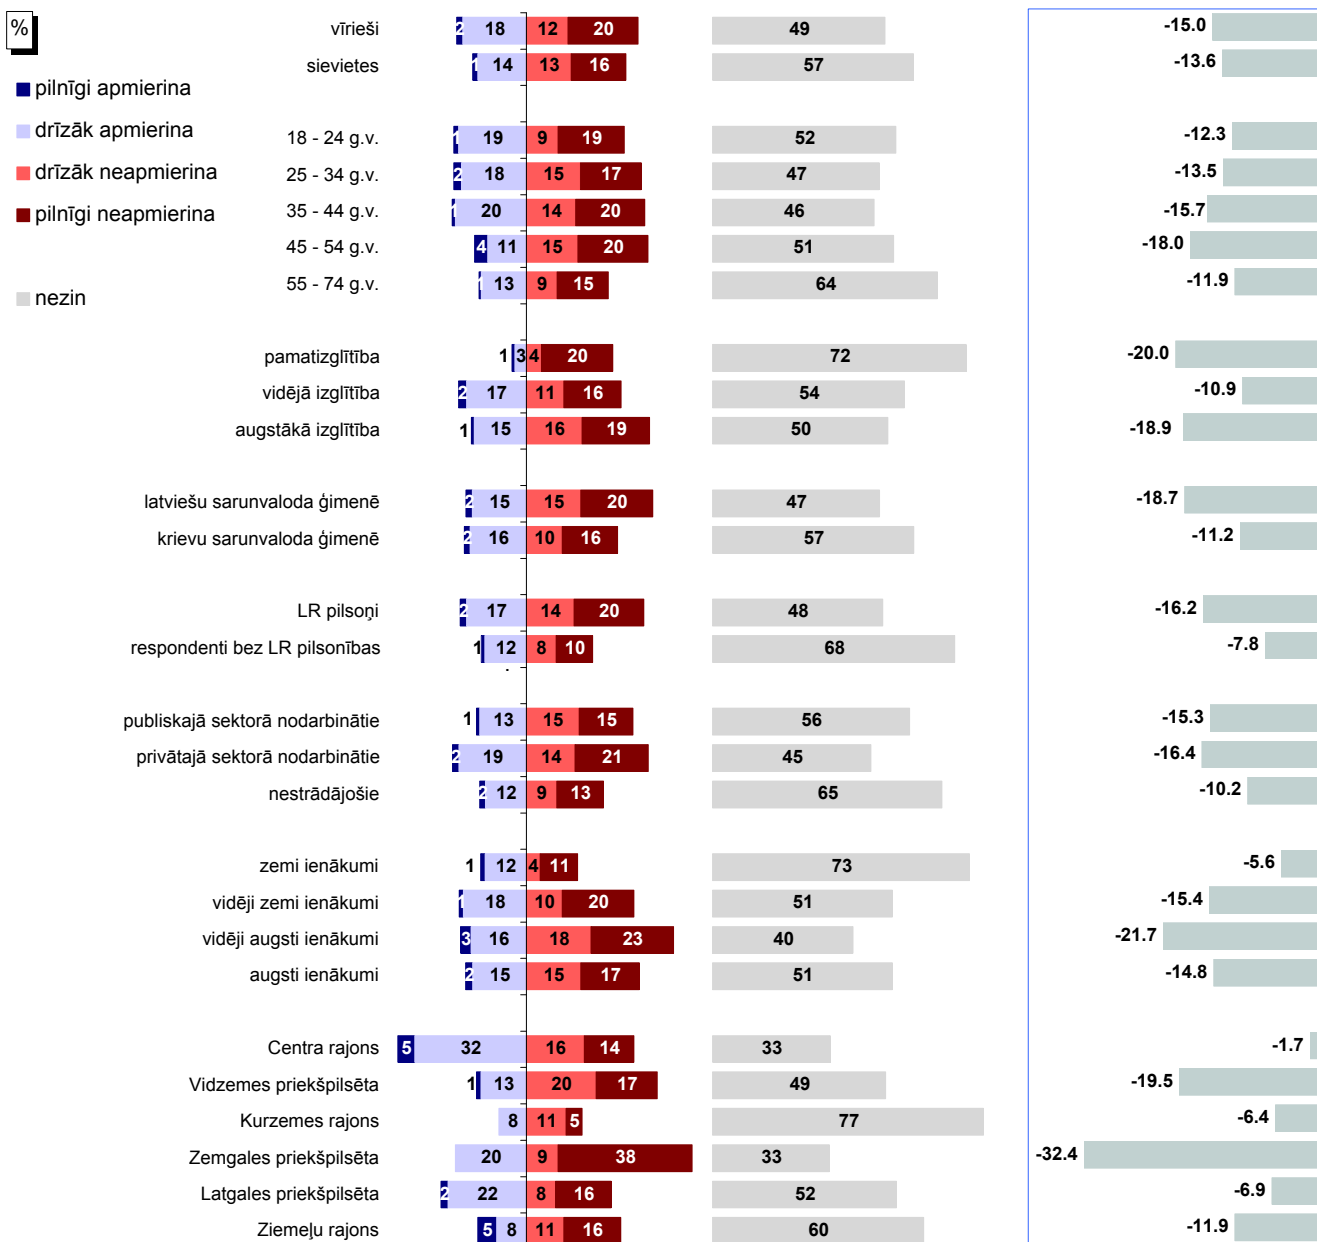 %
pilnīgi apmierina
drīzāk apmierina
drīzāk neapmierina
pilnīgi neapmierina
nezin
vīrieši 2 18 12 20 49 -15.0
sievietes 1 14 13 16 57 -13.6
18 - 24 g.v. 1 19 9 19 52 -12.3
25 - 34 g.v. 2 18 15 17 47 -13.5
35 - 44 g.v. 1 20 14 20 46 -15.7
45 - 54 g.v. 4 11 15 20 51 -18.0
55 - 74 g.v. 1 13 9 15 64 -11.9
pamatizglītība 1 3 4 20 72 -20.0
vidējā izglītība 2 17 11 16 54 -10.9
augstākā izglītība 1 15 16 19 50 -18.9
latviešu sarunvaloda ģimenē 2 15 15 20 47 -18.7
krievu sarunvaloda ģimenē 2 16 10 16 57 -11.2
LR pilsoņi 2 17 14 20 48 -16.2
respondenti bez LR pilsonības 1 12 8 10 68 -7.8
publiskajā sektorā nodarbinātie 1 13 15 15 56 -15.3
privātajā sektorā nodarbinātie 2 19 14 21 45 -16.4
nestrādājošie 2 12 9 13 65 -10.2
zemi ienākumi 1 12 4 11 73 -5.6
vidēji zemi ienākumi 1 18 10 20 51 -15.4
vidēji augsti ienākumi 3 16 18 23 40 -21.7
augsti ienākumi 2 15 15 17 51 -14.8
Centra rajons 5 32 16 14 33 -1.7
Vidzemes priekšpilsēta 1 13 20 17 49 -19.5
Kurzemes rajons 8 11 5 77 -6.4
Zemgales priekšpilsēta 20 9 38 33 -32.4
Latgales priekšpilsēta 2 22 8 16 52 -6.9
Ziemeļu rajons 5 8 11 16 60 -11.9